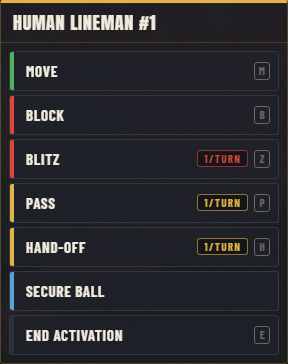 HUMAN LINEMAN #1
MOVE M
BLOCK B
BLITZ 1/TURN Z
PASS 1/TURN P
HAND-OFF 1/TURN H
SECURE BALL
END ACTIVATION E